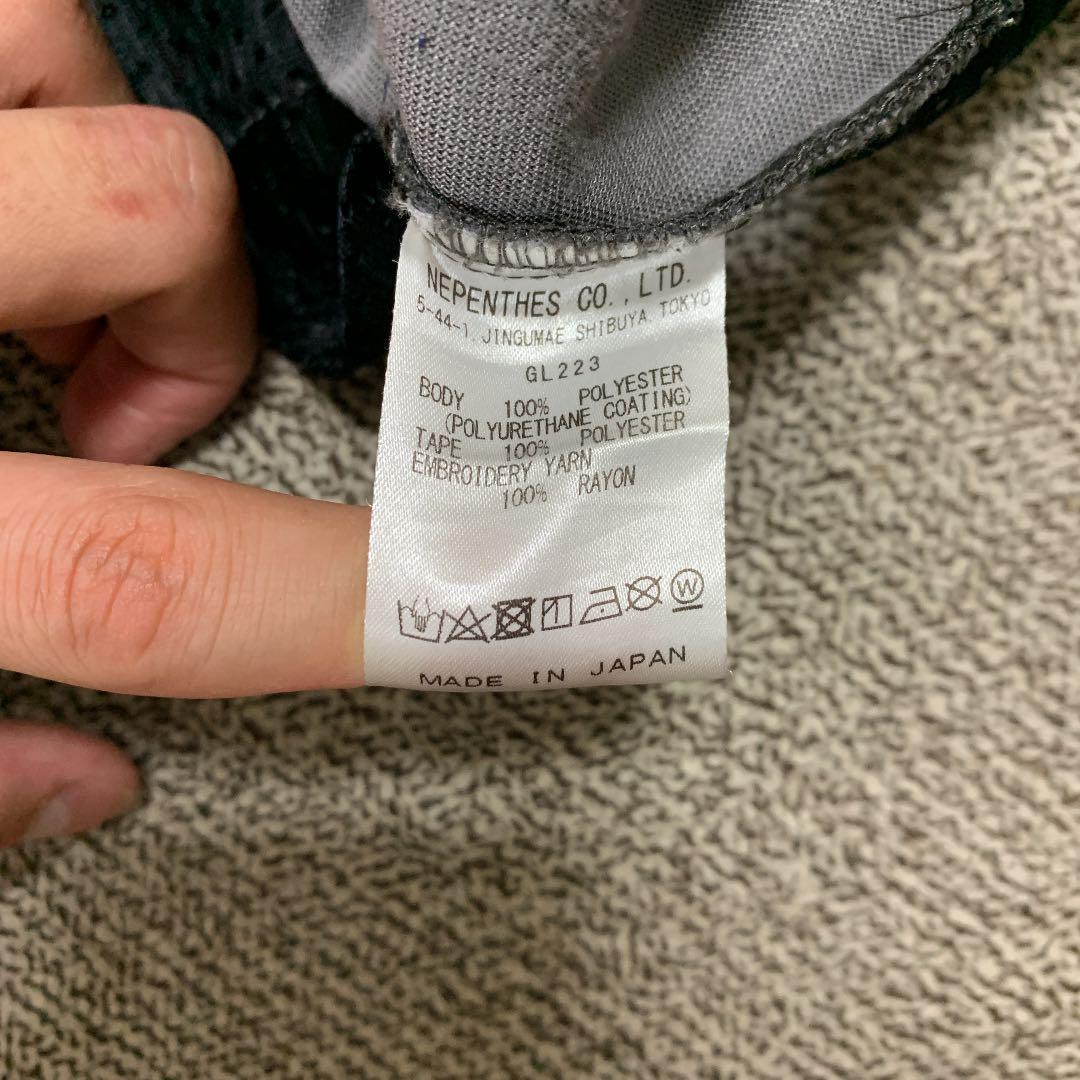 NEPENTHES CO., LTD.
5-44-1, JINGUMAE SHIBUYA, TOKYO
GL223
BODY 100% POLYESTER
(POLYURETHANE COATING)
TAPE 100% POLYESTER
EMBROIDERY YARN
100% RAYON
W
MADE IN JAPAN